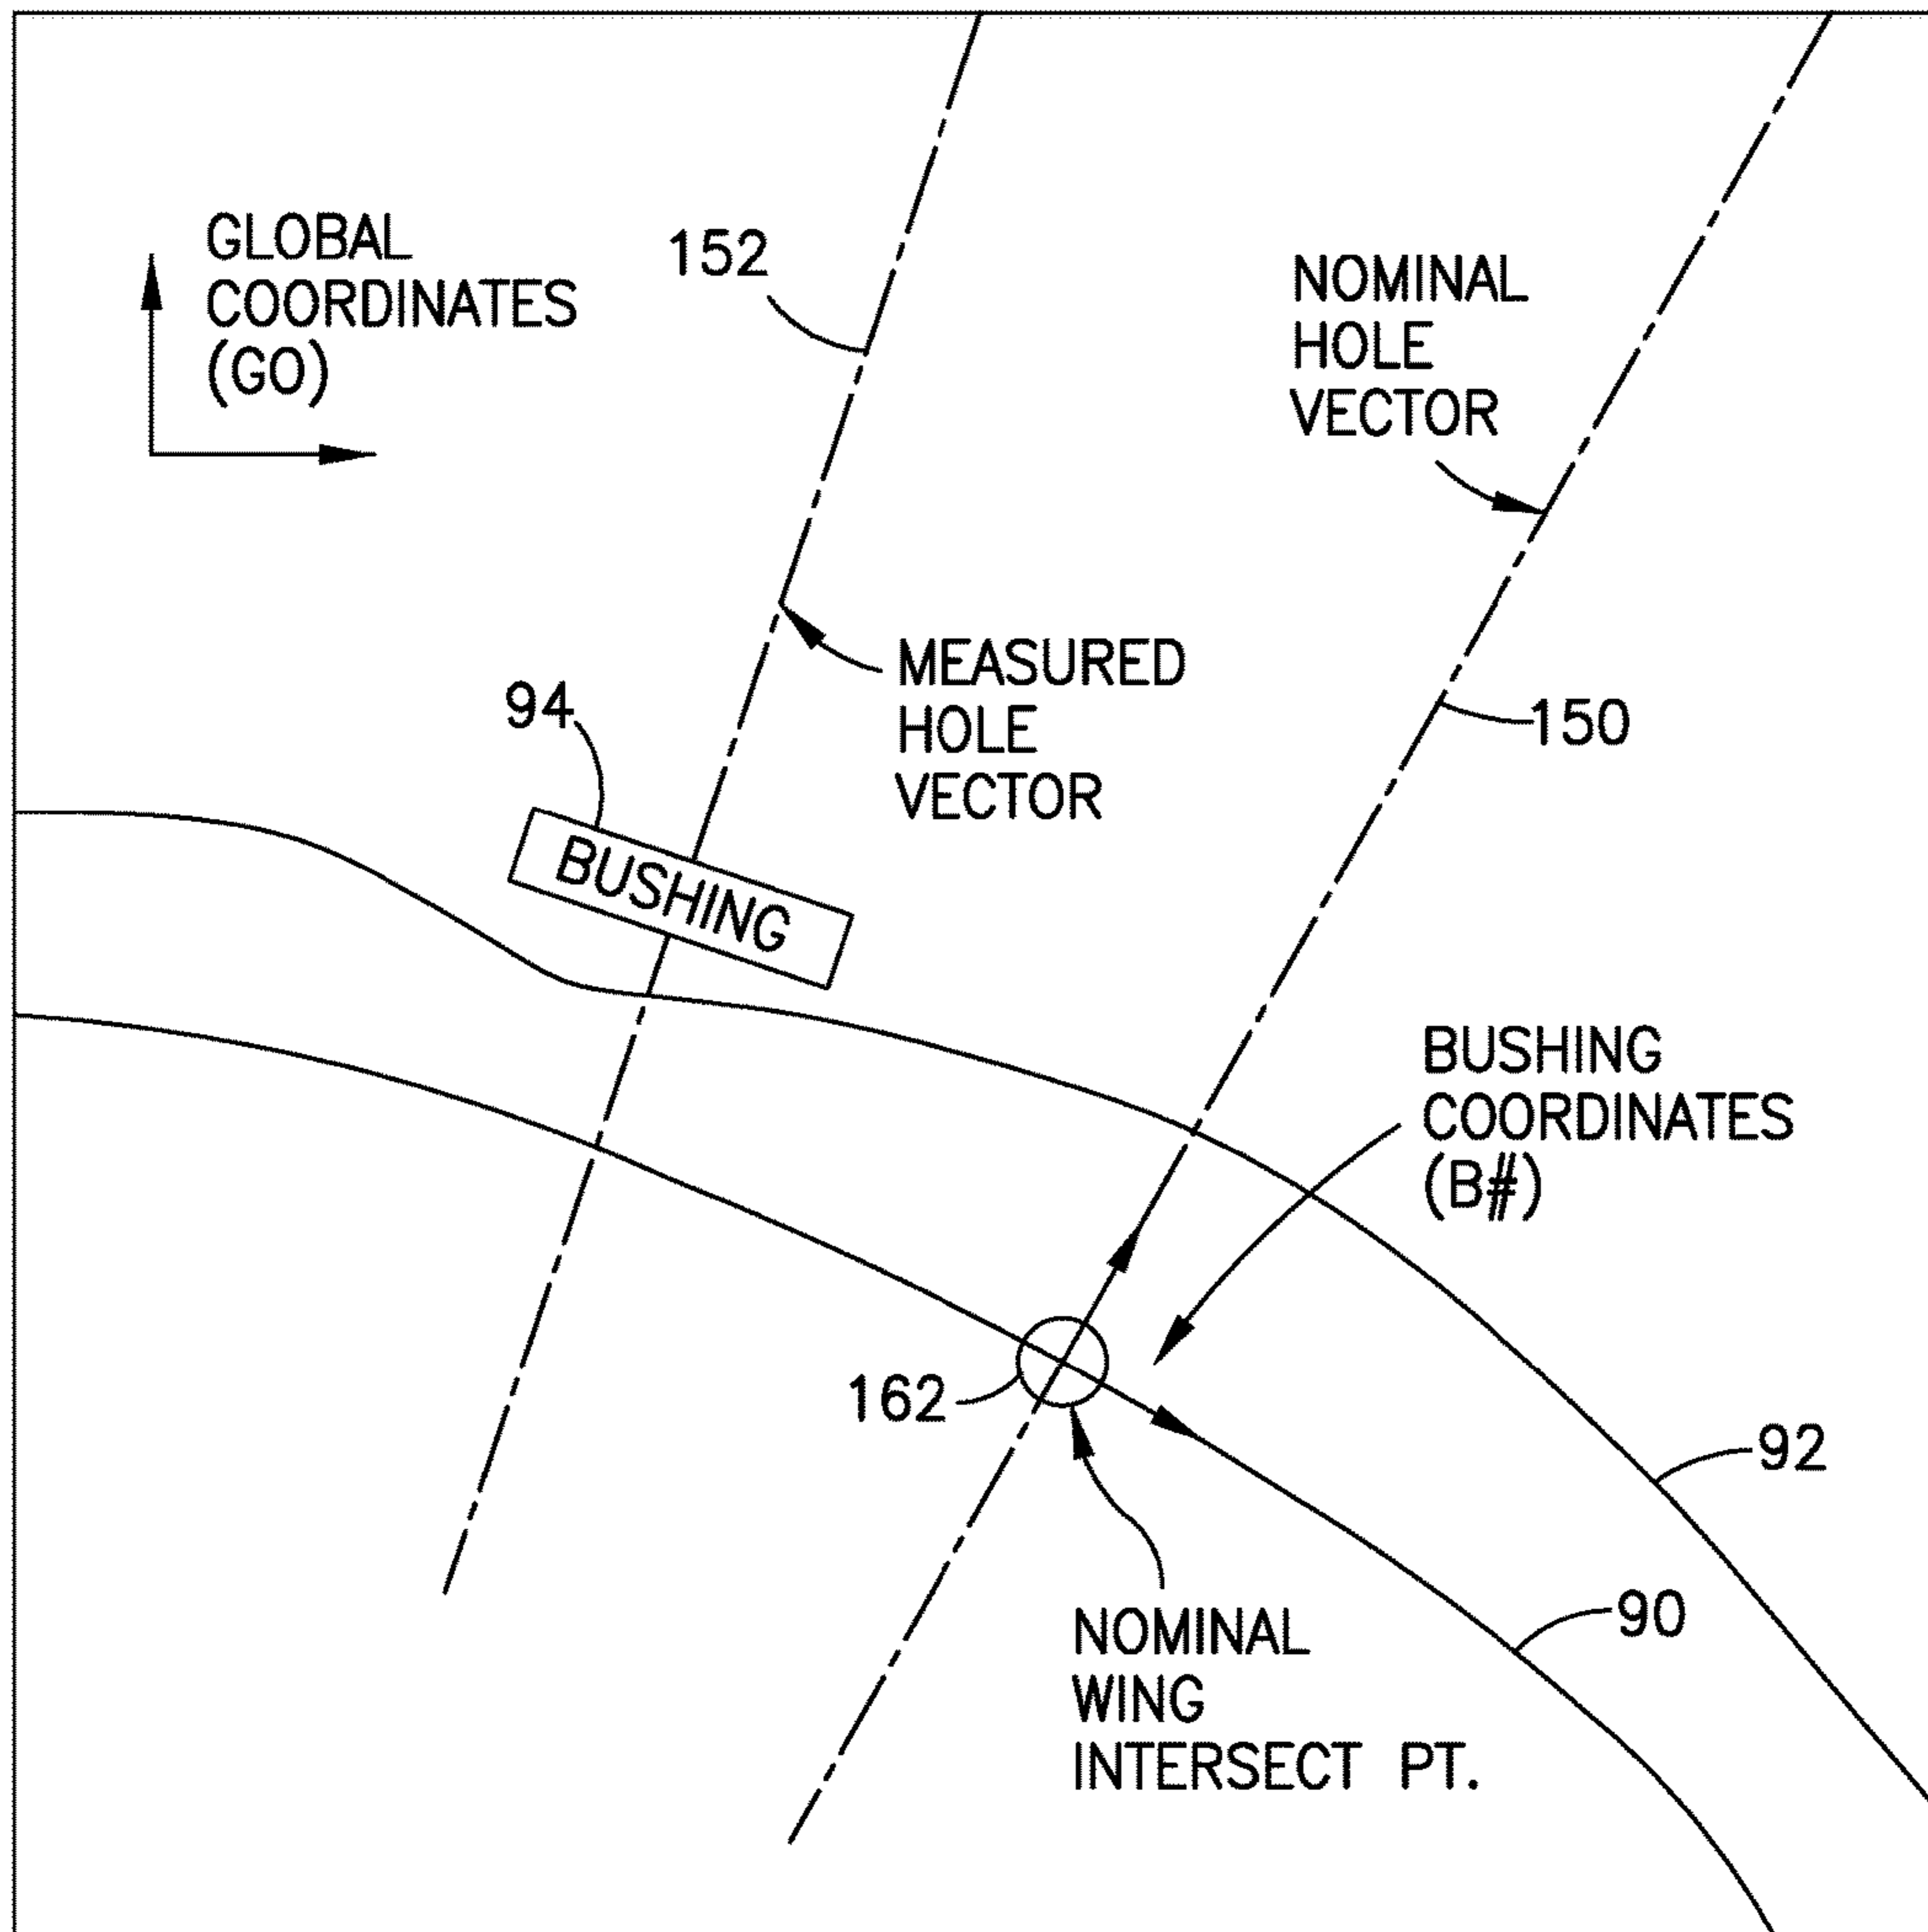 GLOBAL
COORDINATES
(GO)
152
NOMINAL
HOLE
VECTOR
94
MEASURED
HOLE
VECTOR
150
BUSHING
BUSHING
COORDINATES
(B#)
162
92
90
NOMINAL
WING
INTERSECT PT.